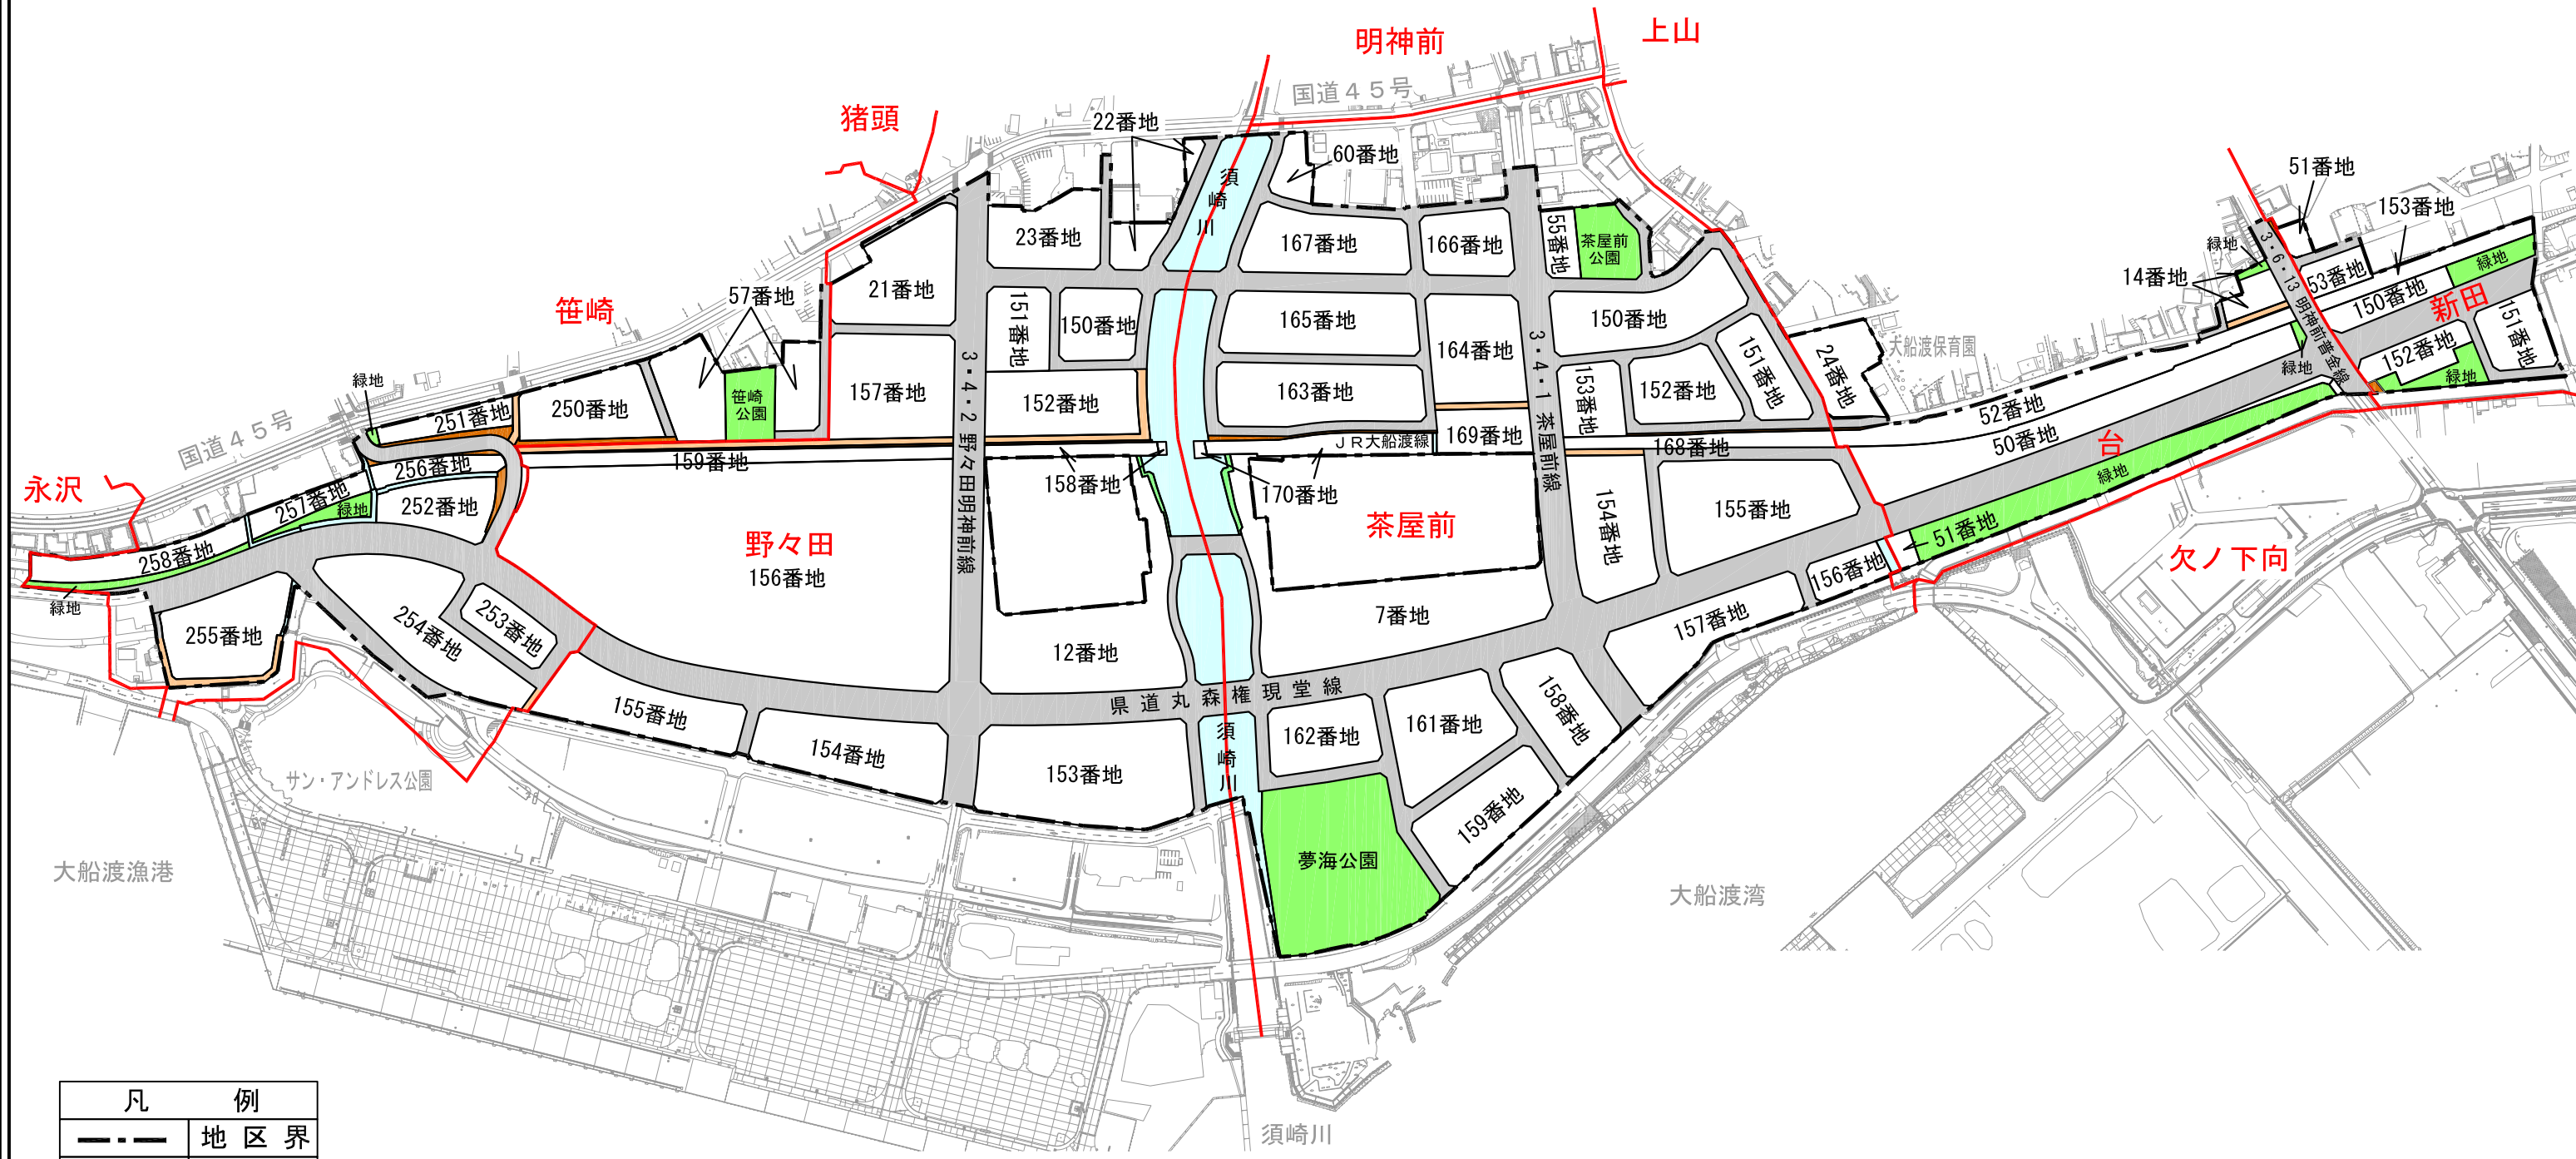 明神前
上山
国道４５号
猪頭
22番地
60番地
51番地
153番地
須崎川
55番地
茶屋前
公園
緑地
14番地
53番地
緑地
150番地
新田
151番地
3・6・13 明神前普金線
152番地
緑地
緑地
笹崎
57番地
21番地
23番地
167番地
166番地
151番地
150番地
165番地
164番地
150番地
151番地
24番地
大船渡保育園
緑地
251番地
250番地
笹崎
公園
157番地
152番地
163番地
153番地
152番地
52番地
50番地
台
緑地
国道４５号
256番地
159番地
ＪＲ大船渡線
169番地
168番地
永沢
257番地
緑地
252番地
3・4・2 野々田明神前線
158番地
170番地
3・4・1 茶屋前線
茶屋前
154番地
155番地
51番地
258番地
野々田
156番地
156番地
欠ノ下向
緑地
255番地
254番地
253番地
12番地
7番地
157番地
155番地
県道丸森権現堂線
154番地
153番地
須崎川
162番地
161番地
158番地
159番地
サン・アンドレス公園
夢海公園
大船渡漁港
大船渡湾
須崎川
凡例
地区界